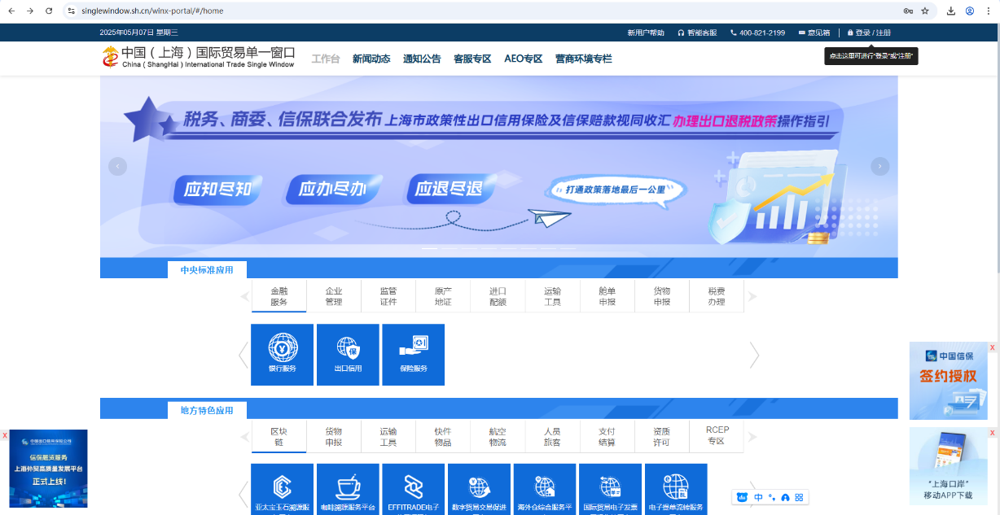 singlewindow.sh.cn/winx-portal/#/home
2025年05月07日 星期三
新用户帮助
智能客服
400-821-2199
意见箱
登录 / 注册
中国（上海）国际贸易单一窗口
China (ShangHai) International Trade Single Window
工作台
新闻动态
通知公告
客服专区
AEO专区
营商环境专栏
点击这里可进行“登录”或“注册”
税务、商委、信保联合发布 上海市政策性出口信用保险及信保赔款视同收汇 办理出口退税政策操作指引
应知尽知
应办尽办
应退尽退
打通政策落地最后一公里
中央标准应用
金融
服务
企业
管理
监管
证件
原产
地证
进口
配额
运输
工具
舱单
申报
货物
申报
税费
办理
银行服务
保
出口信用
保险服务
地方特色应用
区块
链
货物
申报
运输
工具
快件
物品
航空
物流
人员
旅客
支付
结算
资质
许可
RCEP
专区
亚太宝玉石溯源服
咖啡溯源服务平台
EFFITRADE电子
数字贸易交易促进
海外仓综合服务平
国际贸易电子发票
电子提单流转服务
X
中国出口信用保险公司
信保融资服务
上海外贸高质量发展平台
正式上线！
X
中国信保
签约授权
X
“上海口岸”
移动APP下载
中